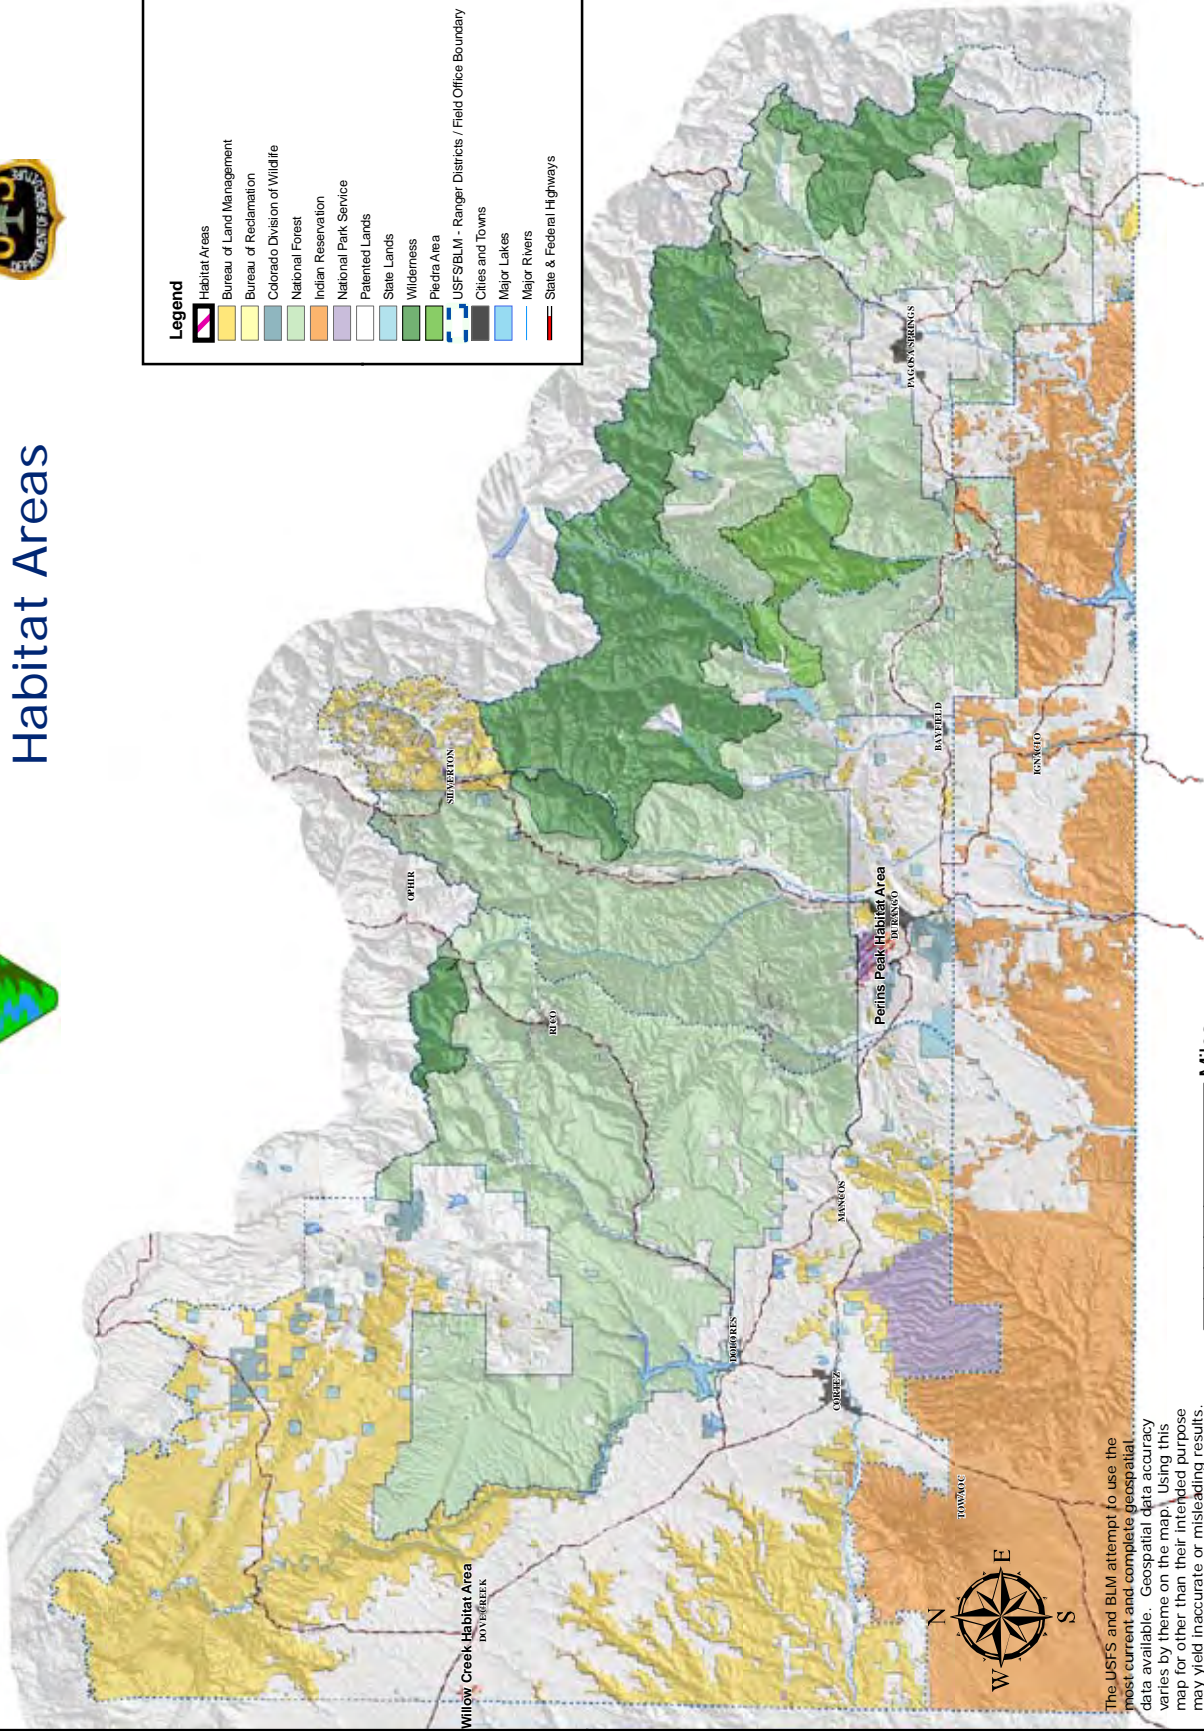 Habitat Areas
DEPARTMENT OF AGRICULTURE
Legend
Habitat Areas
Bureau of Land Management
Bureau of Reclamation
Colorado Division of Wildlife
National Forest
Indian Reservation
National Park Service
Patented Lands
State Lands
Wilderness
Piedra Area
USFS/BLM - Ranger Districts / Field Office Boundary
Cities and Towns
Major Lakes
Major Rivers
State & Federal Highways
SILVERTON
OPHIR
RICO
PAGOSA SPRINGS
BAYFIELD
IGNACIO
Perins Peak Habitat Area
DURANGO
MANCOS
DOLORES
CORTEZ
TOWAOC
Willow Creek Habitat Area
DOVE CREEK
N
W
E
S
The USFS and BLM attempt to use the
most current and complete geospatial
data available. Geospatial data accuracy
varies by theme on the map. Using this
map for other than their intended purpose
may yield inaccurate or misleading results.